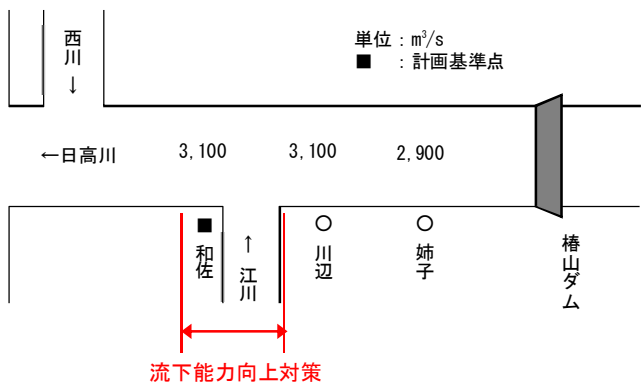 西川
↓
単位：m³/s
■ ：計画基準点
←日高川 3,100 3,100 2,900
■ ○ ○
和佐
↑
江川
川辺
姉子
椿山ダム
流下能力向上対策